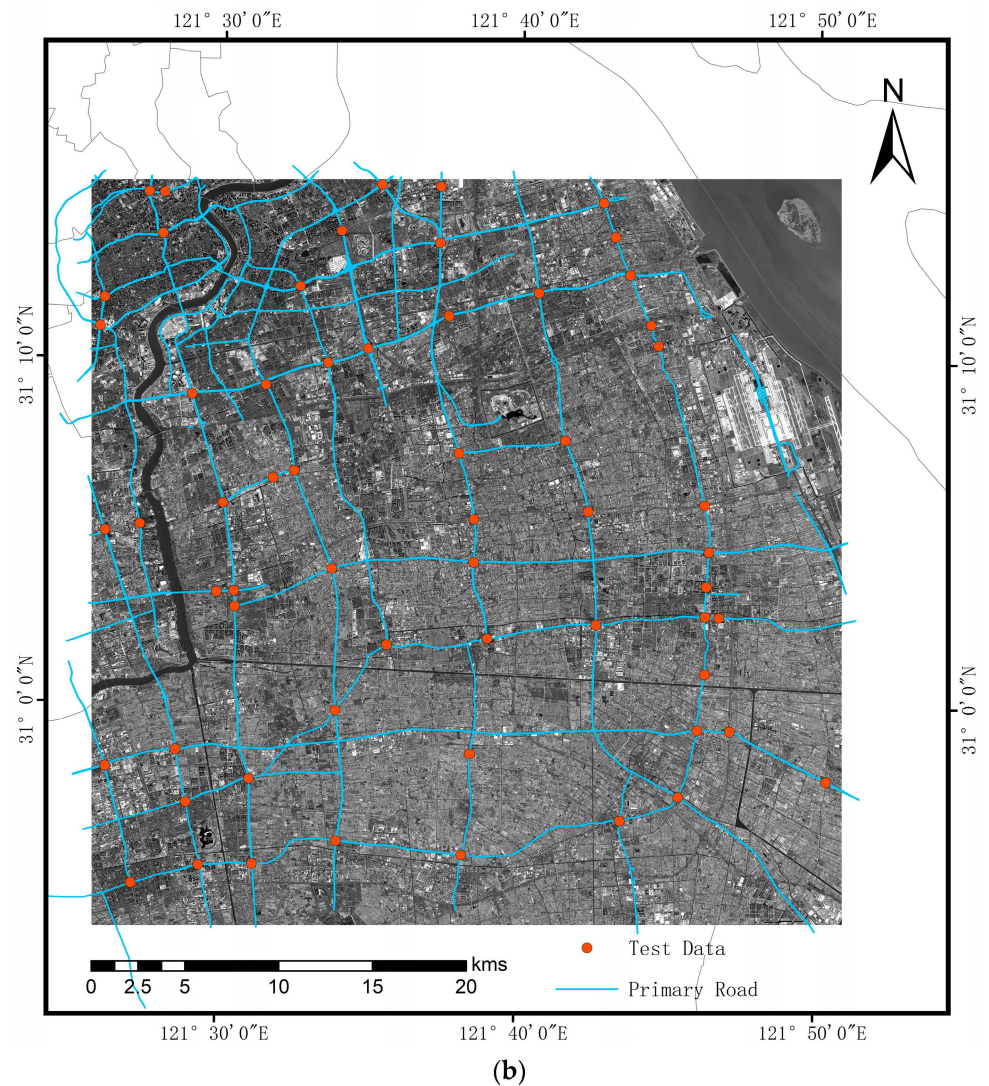 121° 30′0″E 121° 40′0″E 121° 50′0″E
N
31° 10′0″N
31° 10′0″N
31° 0′0″N
31° 0′0″N
Test Data
kms
0 2.5 5 10 15 20
Primary Road
121° 30′0″E 121° 40′0″E 121° 50′0″E
(b)